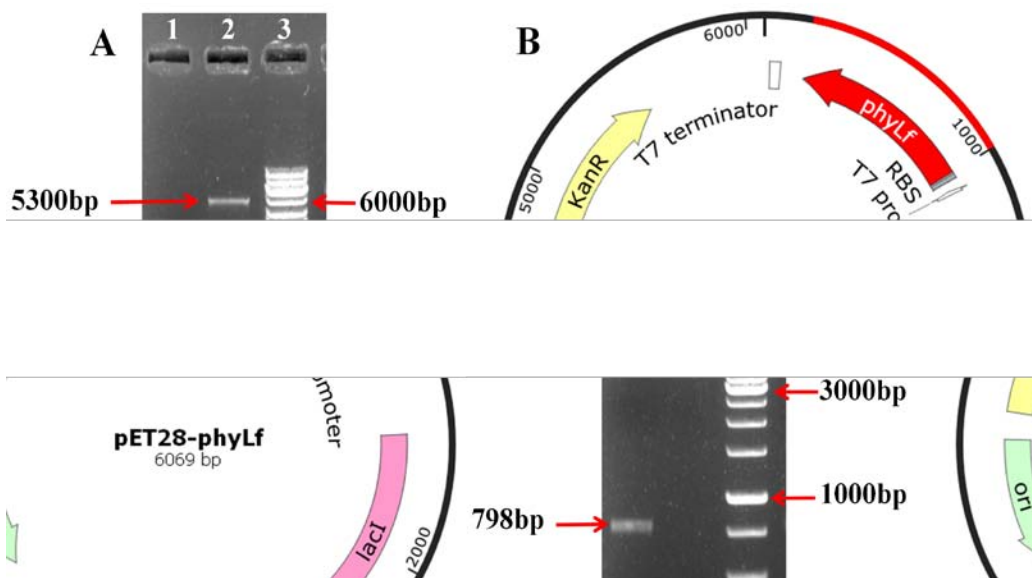 A
1 2 3
5300bp
6000bp
B
6000
5000
1000
KanR
T7 terminator
phyLf
RBS
T7 pro
omoter
pET28-phyLf
6069 bp
lacI
2000
3000bp
1000bp
798bp
ori